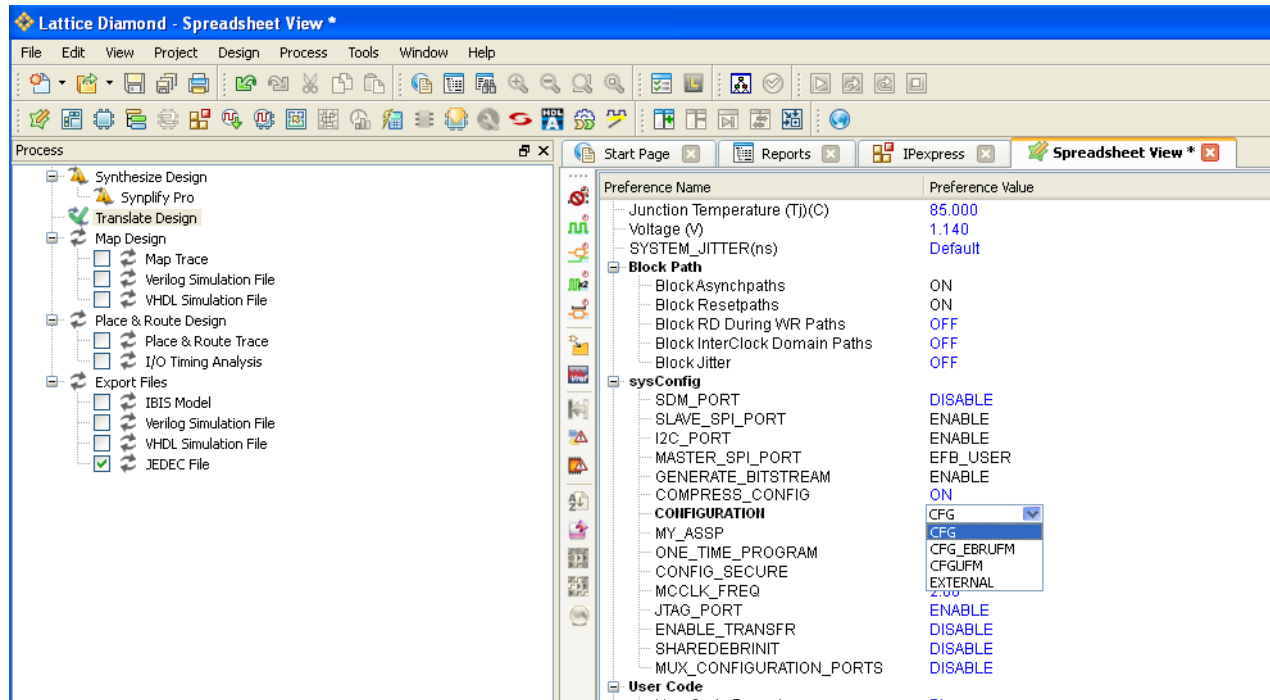 Lattice Diamond - Spreadsheet View *
File Edit View Project Design Process Tools Window Help
Process
Start Page
Reports
IPexpress
Spreadsheet View *
Synthesize Design
Synplify Pro
Translate Design
Map Design
Map Trace
Verilog Simulation File
VHDL Simulation File
Place & Route Design
Place & Route Trace
I/O Timing Analysis
Export Files
IBIS Model
Verilog Simulation File
VHDL Simulation File
JEDEC File
Preference Name Preference Value
Junction Temperature (Tj)(C) 85.000
Voltage (V) 1.140
SYSTEM_JITTER(ns) Default
Block Path
BlockAsynchpaths ON
Block Resetpaths ON
Block RD During WR Paths OFF
Block InterClock Domain Paths OFF
Block Jitter OFF
sysConfig
SDM_PORT DISABLE
SLAVE_SPI_PORT ENABLE
I2C_PORT ENABLE
MASTER_SPI_PORT EFB_USER
GENERATE_BITSTREAM ENABLE
COMPRESS_CONFIG ON
CONFIGURATION CFG
MY_ASSP CFG
ONE_TIME_PROGRAM CFG_EBRUFM
CONFIG_SECURE CFGUFM
EXTERNAL
MCCLK_FREQ 2.00
JTAG_PORT ENABLE
ENABLE_TRANSFR DISABLE
SHAREDEBRINIT DISABLE
MUX_CONFIGURATION_PORTS DISABLE
User Code